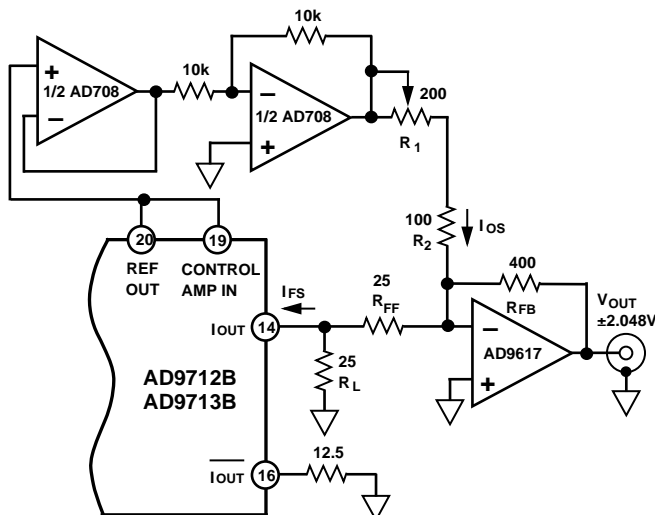 10k
10k
+
1/2 AD708
–
–
1/2 AD708
+
200
R1
100
R2
IOS
20
19
REF
OUT
CONTROL
AMP IN
IFS
25
RFF
400
RFB
VOUT
±2.048V
IOUT
14
–
AD9617
+
25
RL
AD9712B
AD9713B
IOUT
16
12.5